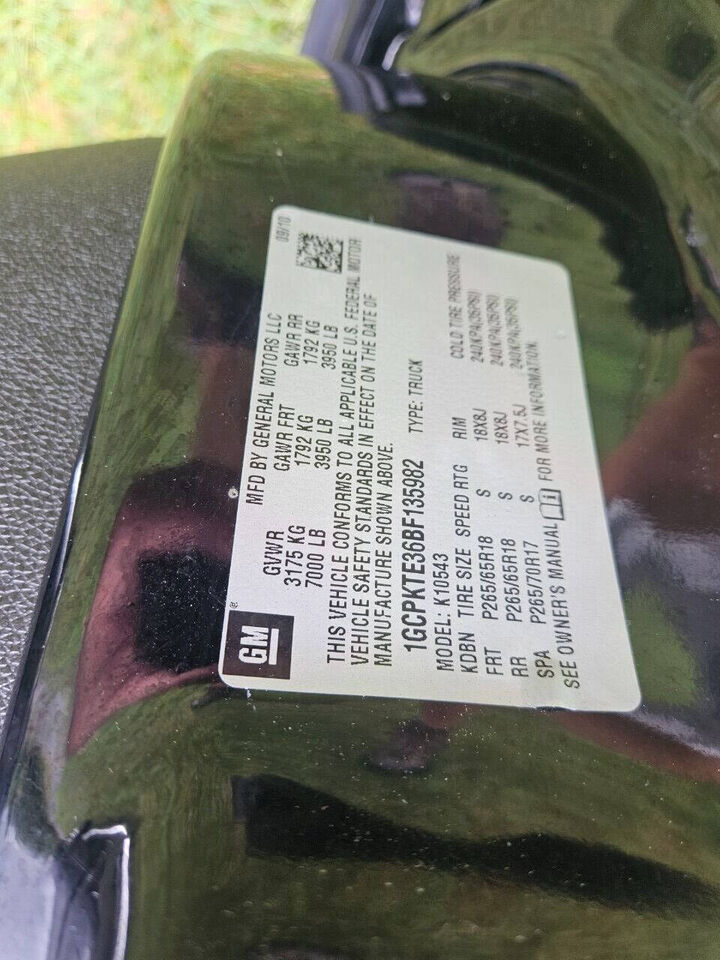 GM ®
MFD BY GENERAL MOTORS LLC 09/10
GVWR GAWR FRT GAWR RR
3175 KG 1792 KG 1792 KG
7000 LB 3950 LB 3950 LB
THIS VEHICLE CONFORMS TO ALL APPLICABLE U.S. FEDERAL MOTOR
VEHICLE SAFETY STANDARDS IN EFFECT ON THE DATE OF
MANUFACTURE SHOWN ABOVE.
1GCPKTE36BF135982 TYPE: TRUCK
MODEL: K10543
KDBN TIRE SIZE SPEED RTG RIM COLD TIRE PRESSURE
FRT P265/65R18 S 18X8J 240KPA(35PSI)
RR P265/65R18 S 18X8J 240KPA(35PSI)
SPA P265/70R17 S 17X7.5J 240KPA(35PSI)
SEE OWNER'S MANUAL i FOR MORE INFORMATION.